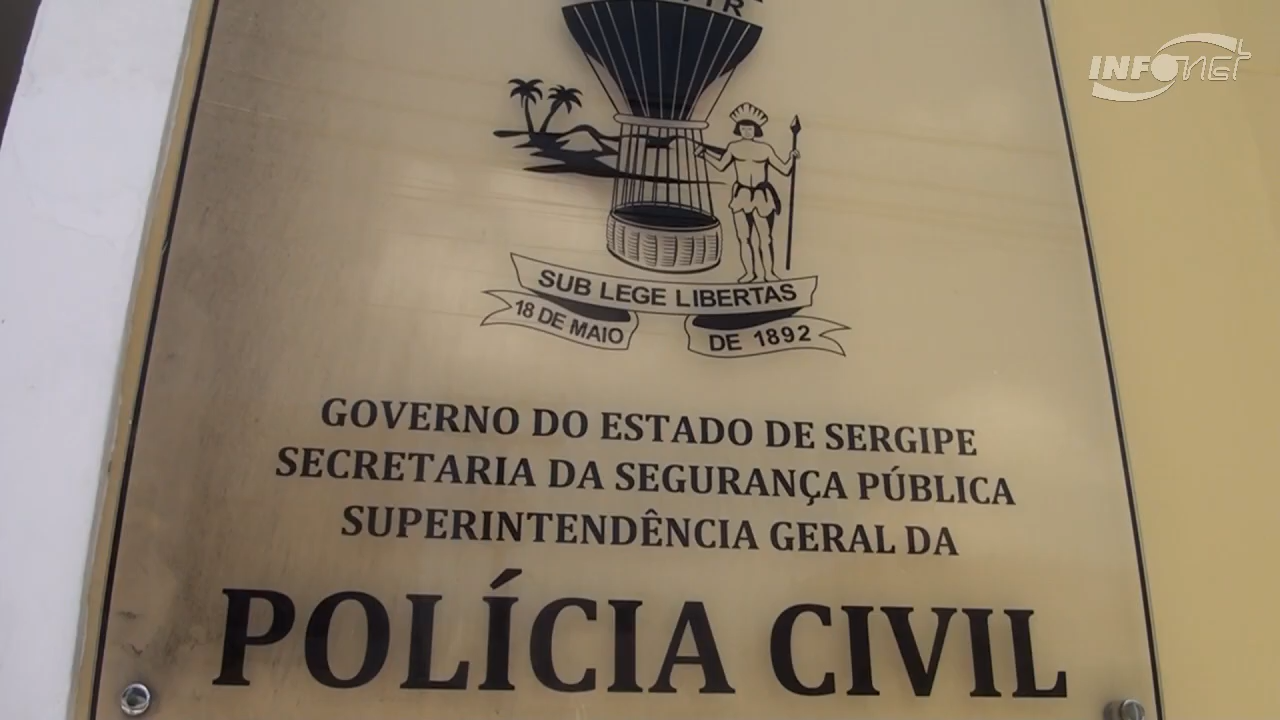 INFONET
SUB LEGE LIBERTAS
18 DE MAIO DE 1892
GOVERNO DO ESTADO DE SERGIPE
SECRETARIA DA SEGURANÇA PÚBLICA
SUPERINTENDÊNCIA GERAL DA
POLÍCIA CIVIL